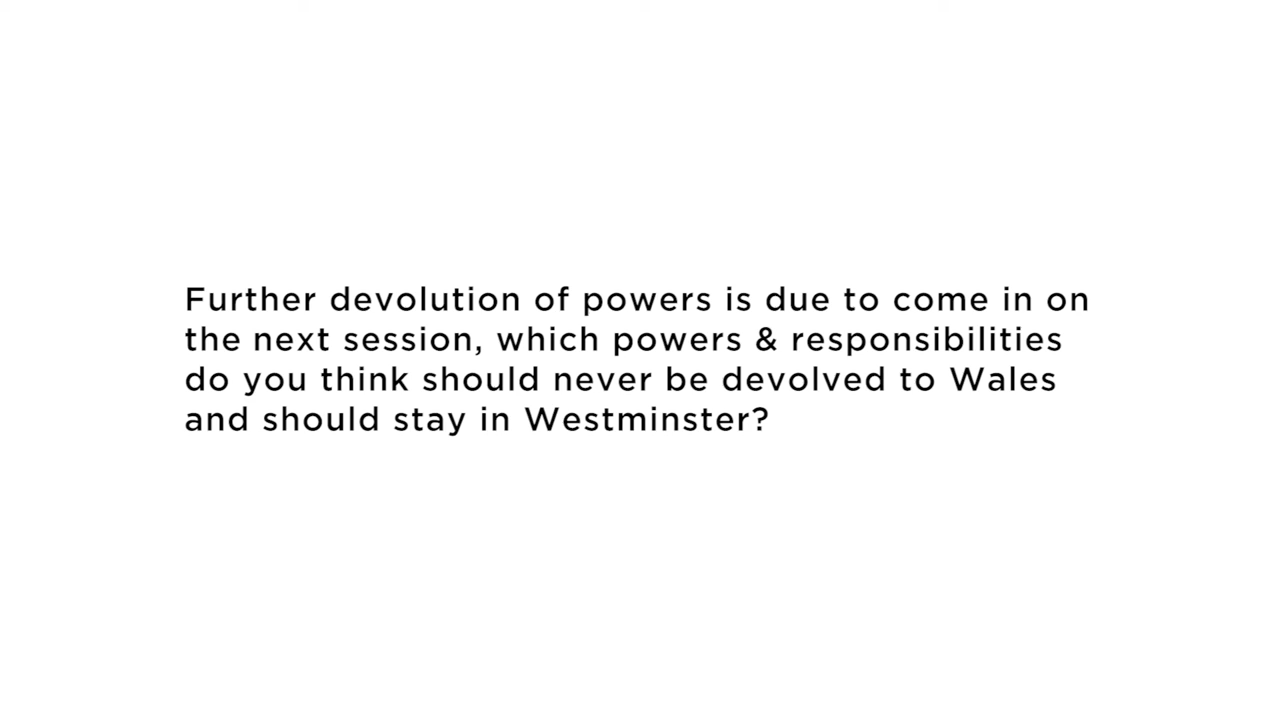 Further devolution of powers is due to come in on
the next session, which powers & responsibilities
do you think should never be devolved to Wales
and should stay in Westminster?